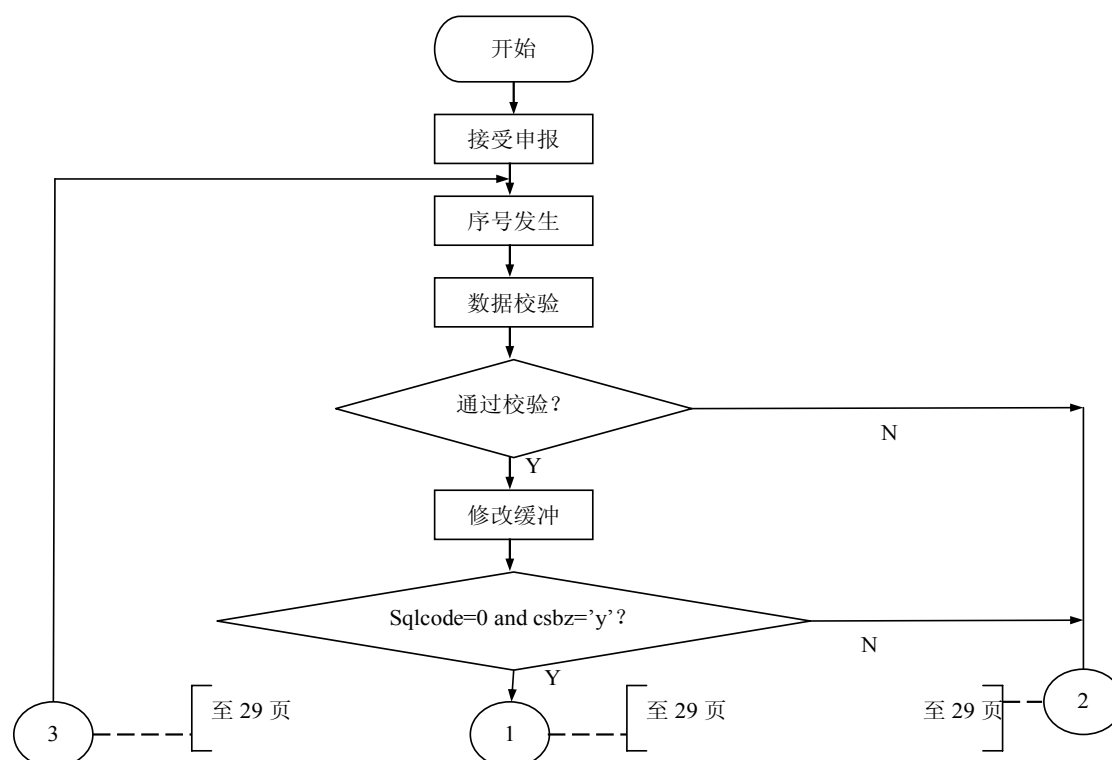 开始
接受申报
序号发生
数据校验
通过校验?
N
Y
修改缓冲
Sqlcode=0 and csbz=’y’?
N
Y
3
至 29 页
1
至 29 页
至 29 页
2